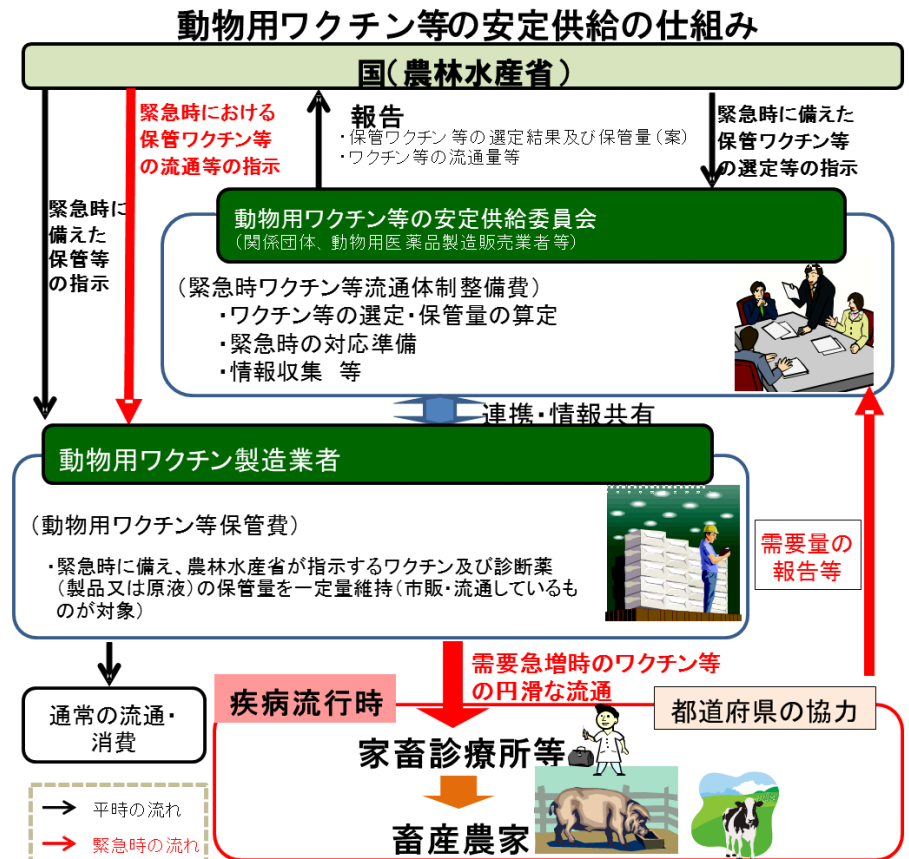 動物用ワクチン等の安定供給の仕組み
国(農林水産省)
緊急時における
保管ワクチン等
の流通等の指示
報告
・保管ワクチン等の選定結果及び保管量(案)
・ワクチン等の流通量等
緊急時に備えた
保管ワクチン等
の選定等の指示
緊急時に
備えた
保管等
の指示
動物用ワクチン等の安定供給委員会
(関係団体、動物用医薬品製造販売業者等)
(緊急時ワクチン等流通体制整備費)
・ワクチン等の選定・保管量の算定
・緊急時の対応準備
・情報収集 等
連携・情報共有
動物用ワクチン製造業者
(動物用ワクチン等保管費)
・緊急時に備え、農林水産省が指示するワクチン及び診断薬
(製品又は原液)の保管量を一定量維持(市販・流通しているも
のが対象)
需要量の
報告等
需要急増時のワクチン等
の円滑な流通
疾病流行時
都道府県の協力
通常の流通・
消費
家畜診療所等
畜産農家
平時の流れ
緊急時の流れ